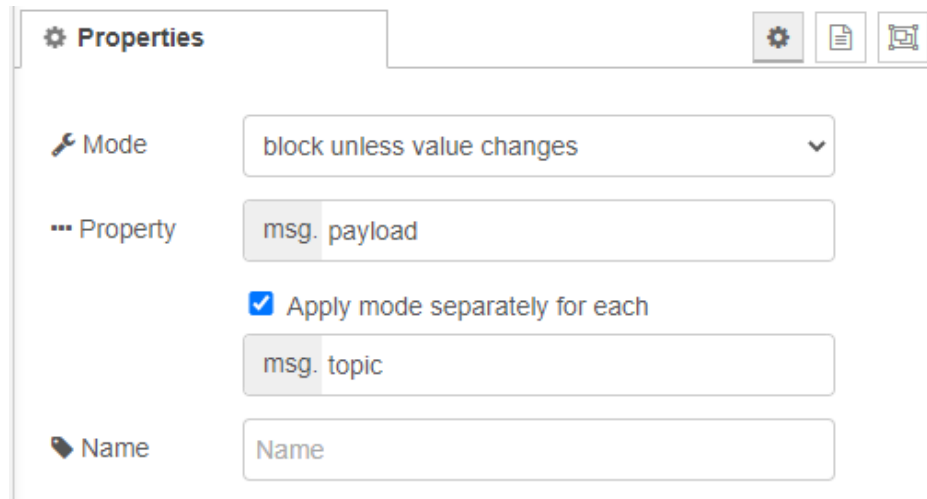 Properties
Mode
block unless value changes
Property
msg. payload
Apply mode separately for each
msg. topic
Name
Name